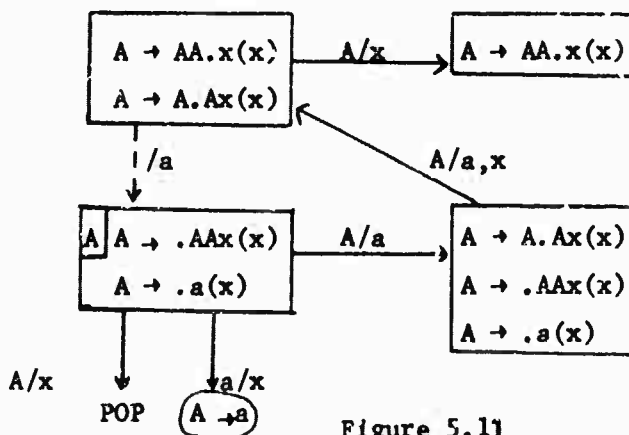 A → AA.x(x)
A → A.Ax(x)
A/x
A → AA.x(x)
/a
A/a,x
A A → .AAx(x)
A → .a(x)
A/a
A → A.Ax(x)
A → .AAx(x)
A → .a(x)
A/x
POP
a/x
A → a
Figure 5.11